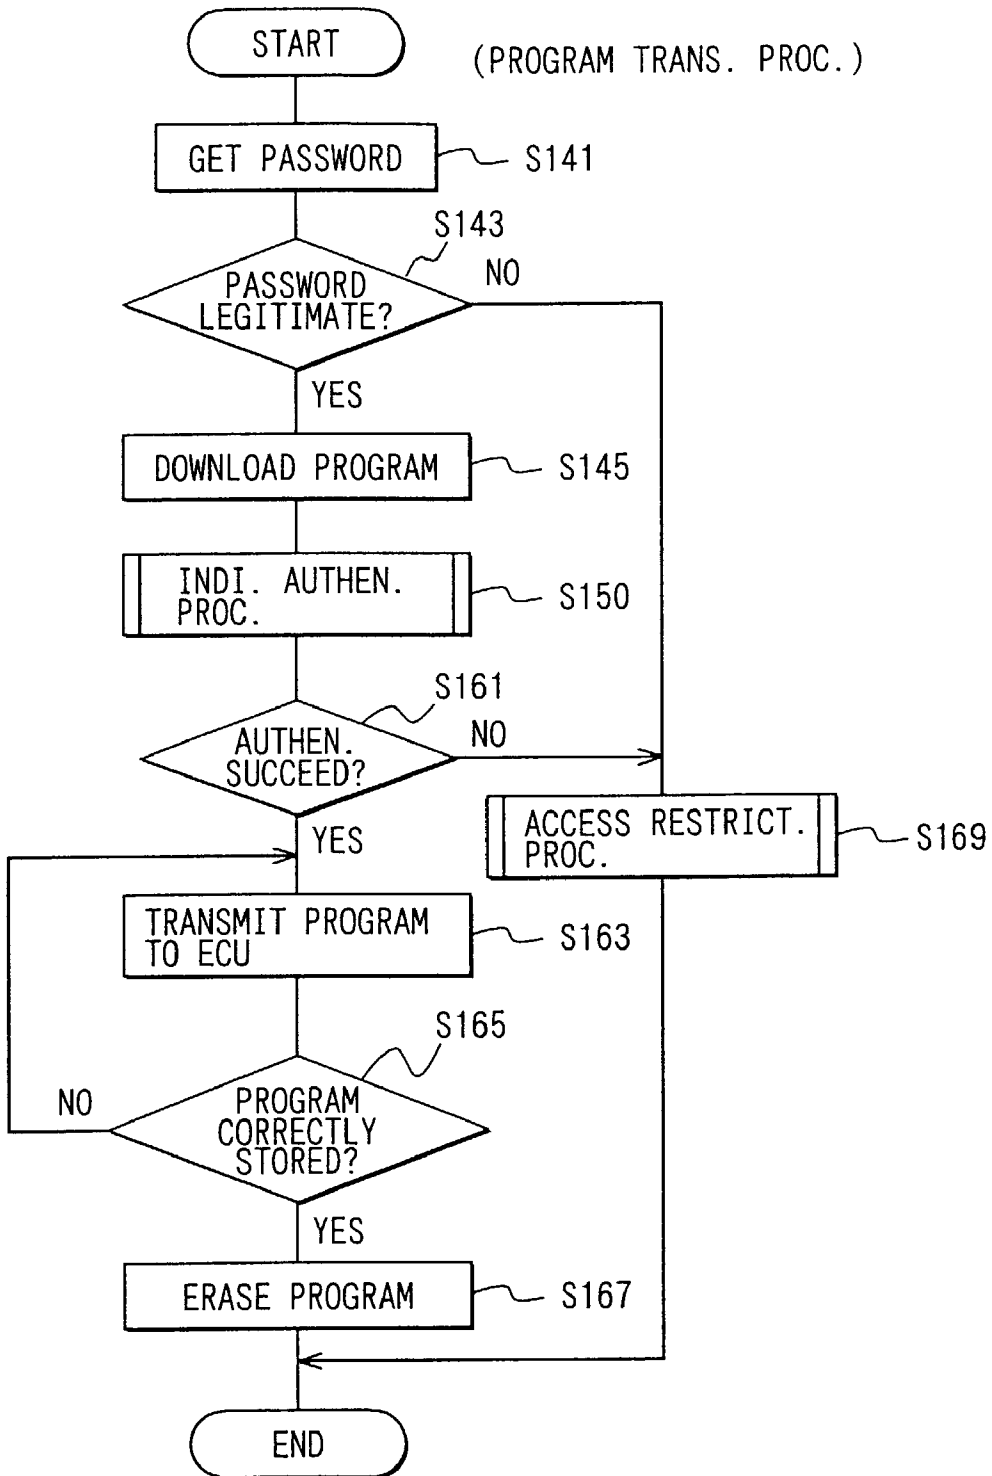 START
(PROGRAM TRANS. PROC.)
GET PASSWORD
S141
S143
PASSWORD
LEGITIMATE?
NO
YES
DOWNLOAD PROGRAM
S145
INDI. AUTHEN.
PROC.
S150
S161
AUTHEN.
SUCCEED?
NO
YES
ACCESS RESTRICT.
PROC.
S169
TRANSMIT PROGRAM
TO ECU
S163
S165
PROGRAM
CORRECTLY
STORED?
NO
YES
ERASE PROGRAM
S167
END